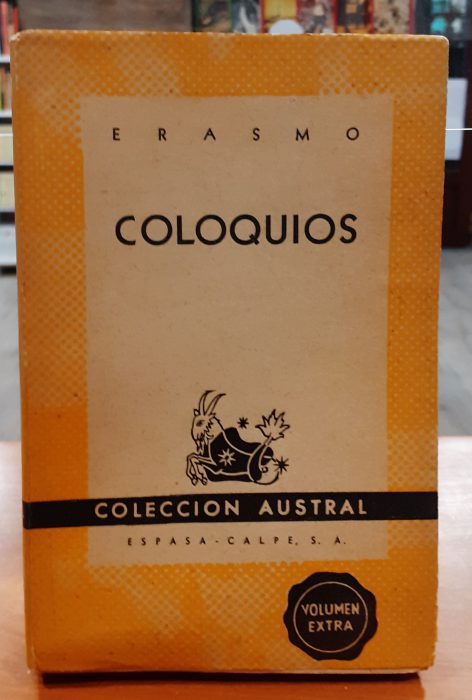 ERASMO
COLOQUIOS
COLECCION AUSTRAL
ESPASA-CALPE, S. A.
VOLUMEN
EXTRA